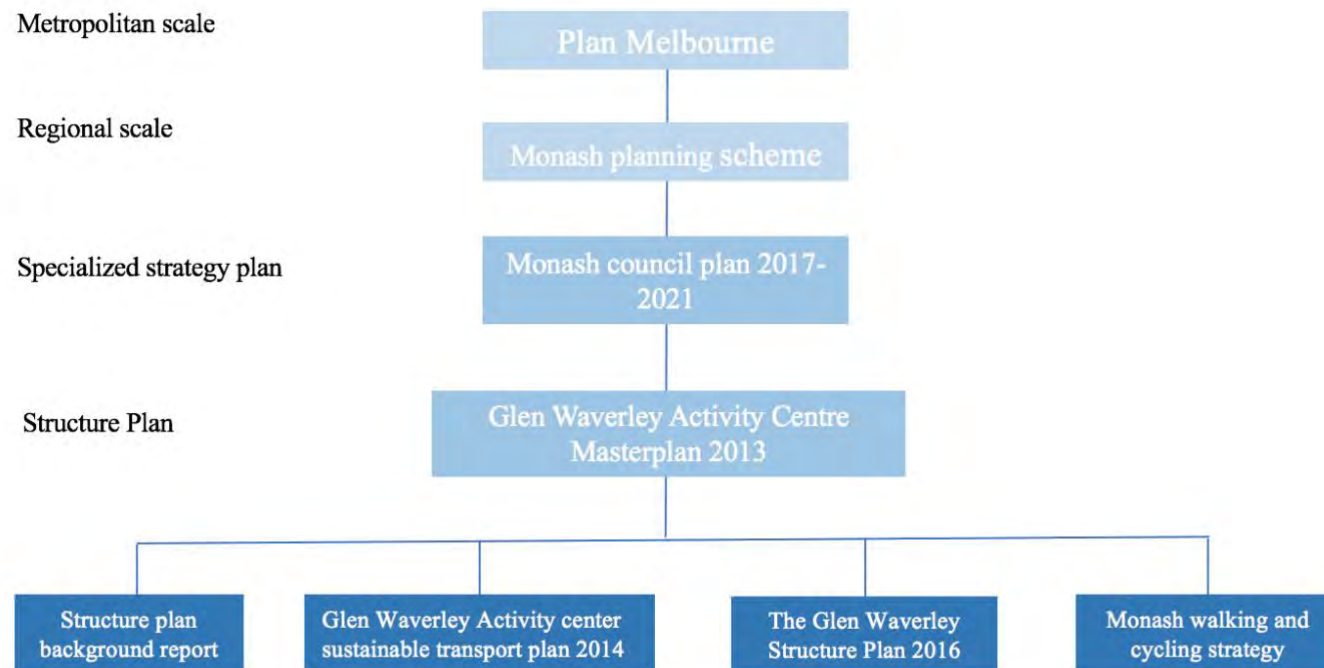 Metropolitan scale
Plan Melbourne
Regional scale
Monash planning scheme
Specialized strategy plan
Monash council plan 2017-
2021
Structure Plan
Glen Waverley Activity Centre
Masterplan 2013
Structure plan
background report
Glen Waverley Activity center
sustainable transport plan 2014
The Glen Waverley
Structure Plan 2016
Monash walking and
cycling strategy